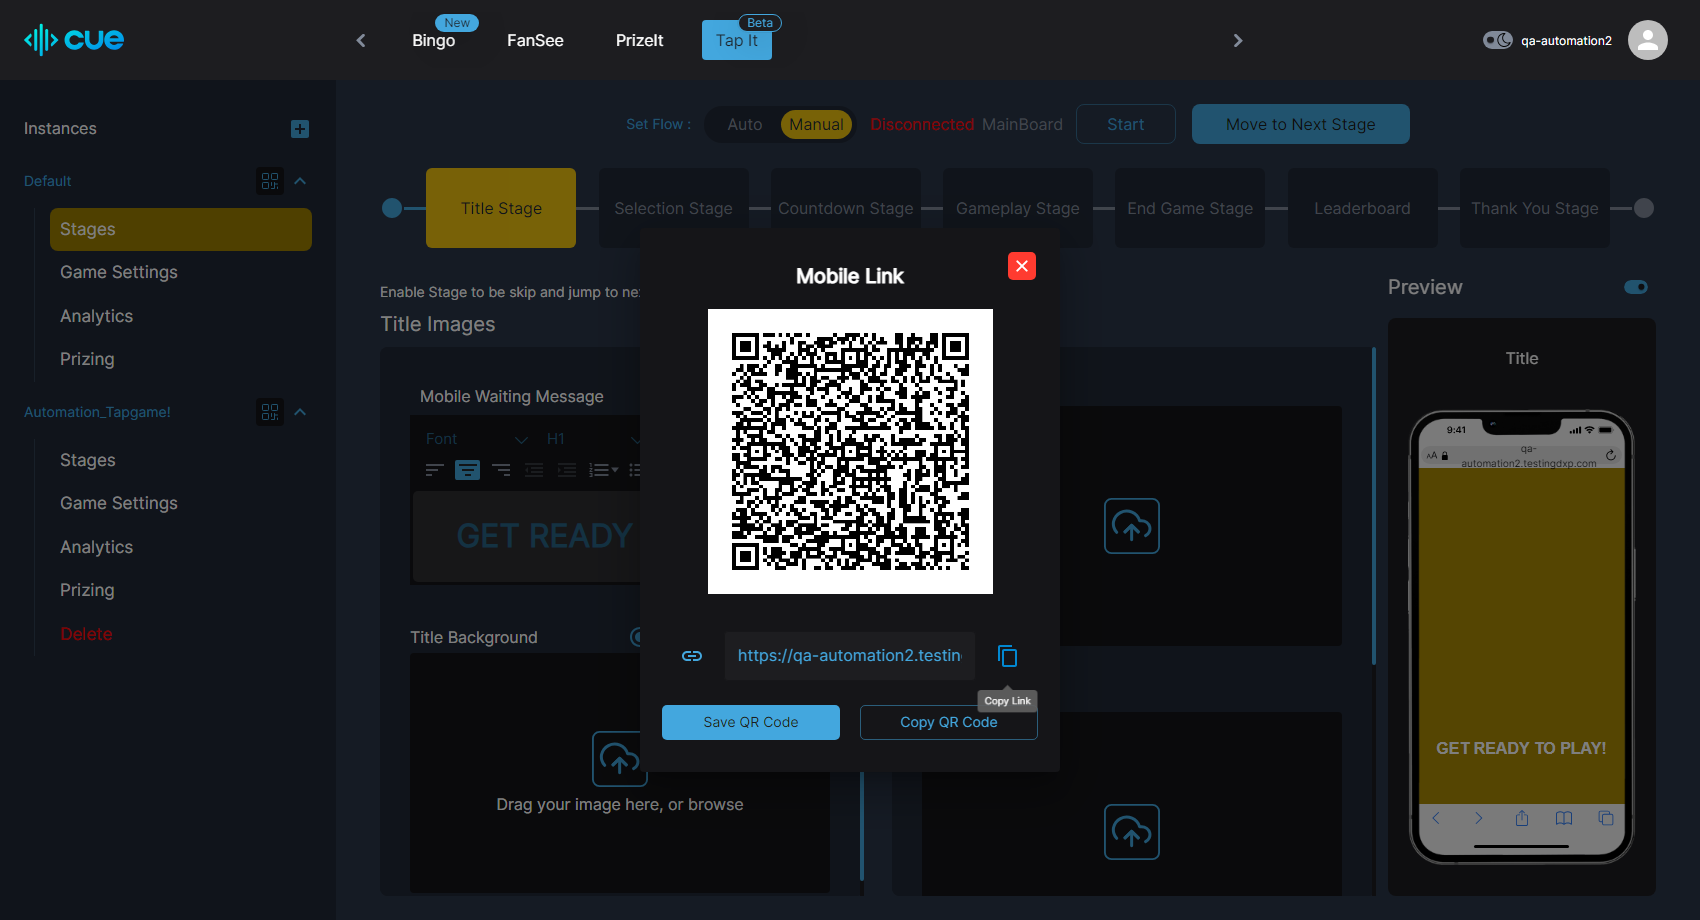 cue
New
Bingo
FanSee
PrizeIt
Beta
Tap It
qa-automation2
Instances
Default
Stages
Game Settings
Analytics
Prizing
Automation_Tapgame!
Stages
Game Settings
Analytics
Prizing
Delete
Set Flow :
Auto
Manual
Disconnected
MainBoard
Start
Move to Next Stage
Title Stage
Selection Stage
Countdown Stage
Gameplay Stage
End Game Stage
Leaderboard
Thank You Stage
Enable Stage to be skip and jump to ne
Title Images
Mobile Waiting Message
Font
H1
GET READY
Title Background
Drag your image here, or browse
Mobile Link
https://qa-automation2.testin
Copy Link
Save QR Code
Copy QR Code
Preview
Title
9:41
AA
qa-
automation2.testingdxp.com
GET READY TO PLAY!